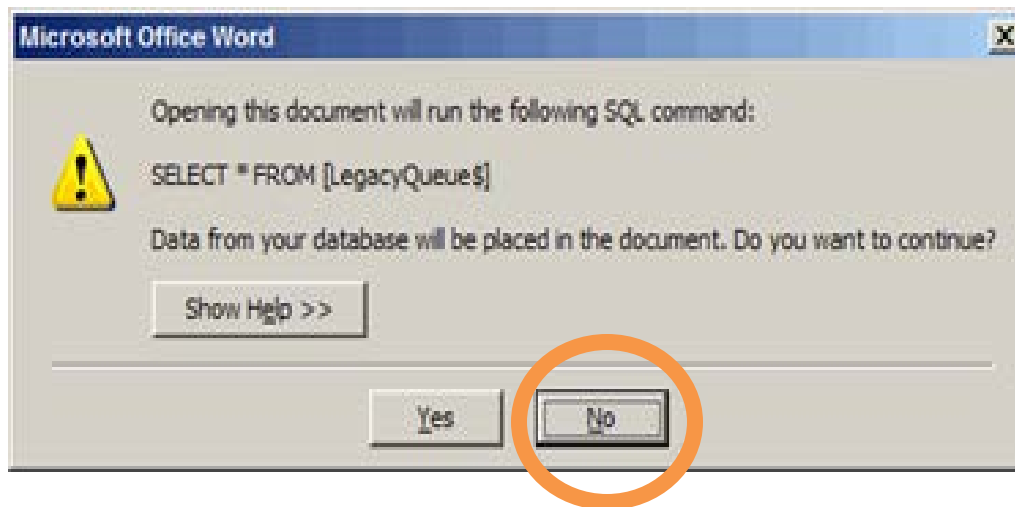 Microsoft Office Word
Opening this document will run the following SQL command:
SELECT * FROM [LegacyQueue$]
Data from your database will be placed in the document. Do you want to continue?
Show Help >>
Yes No